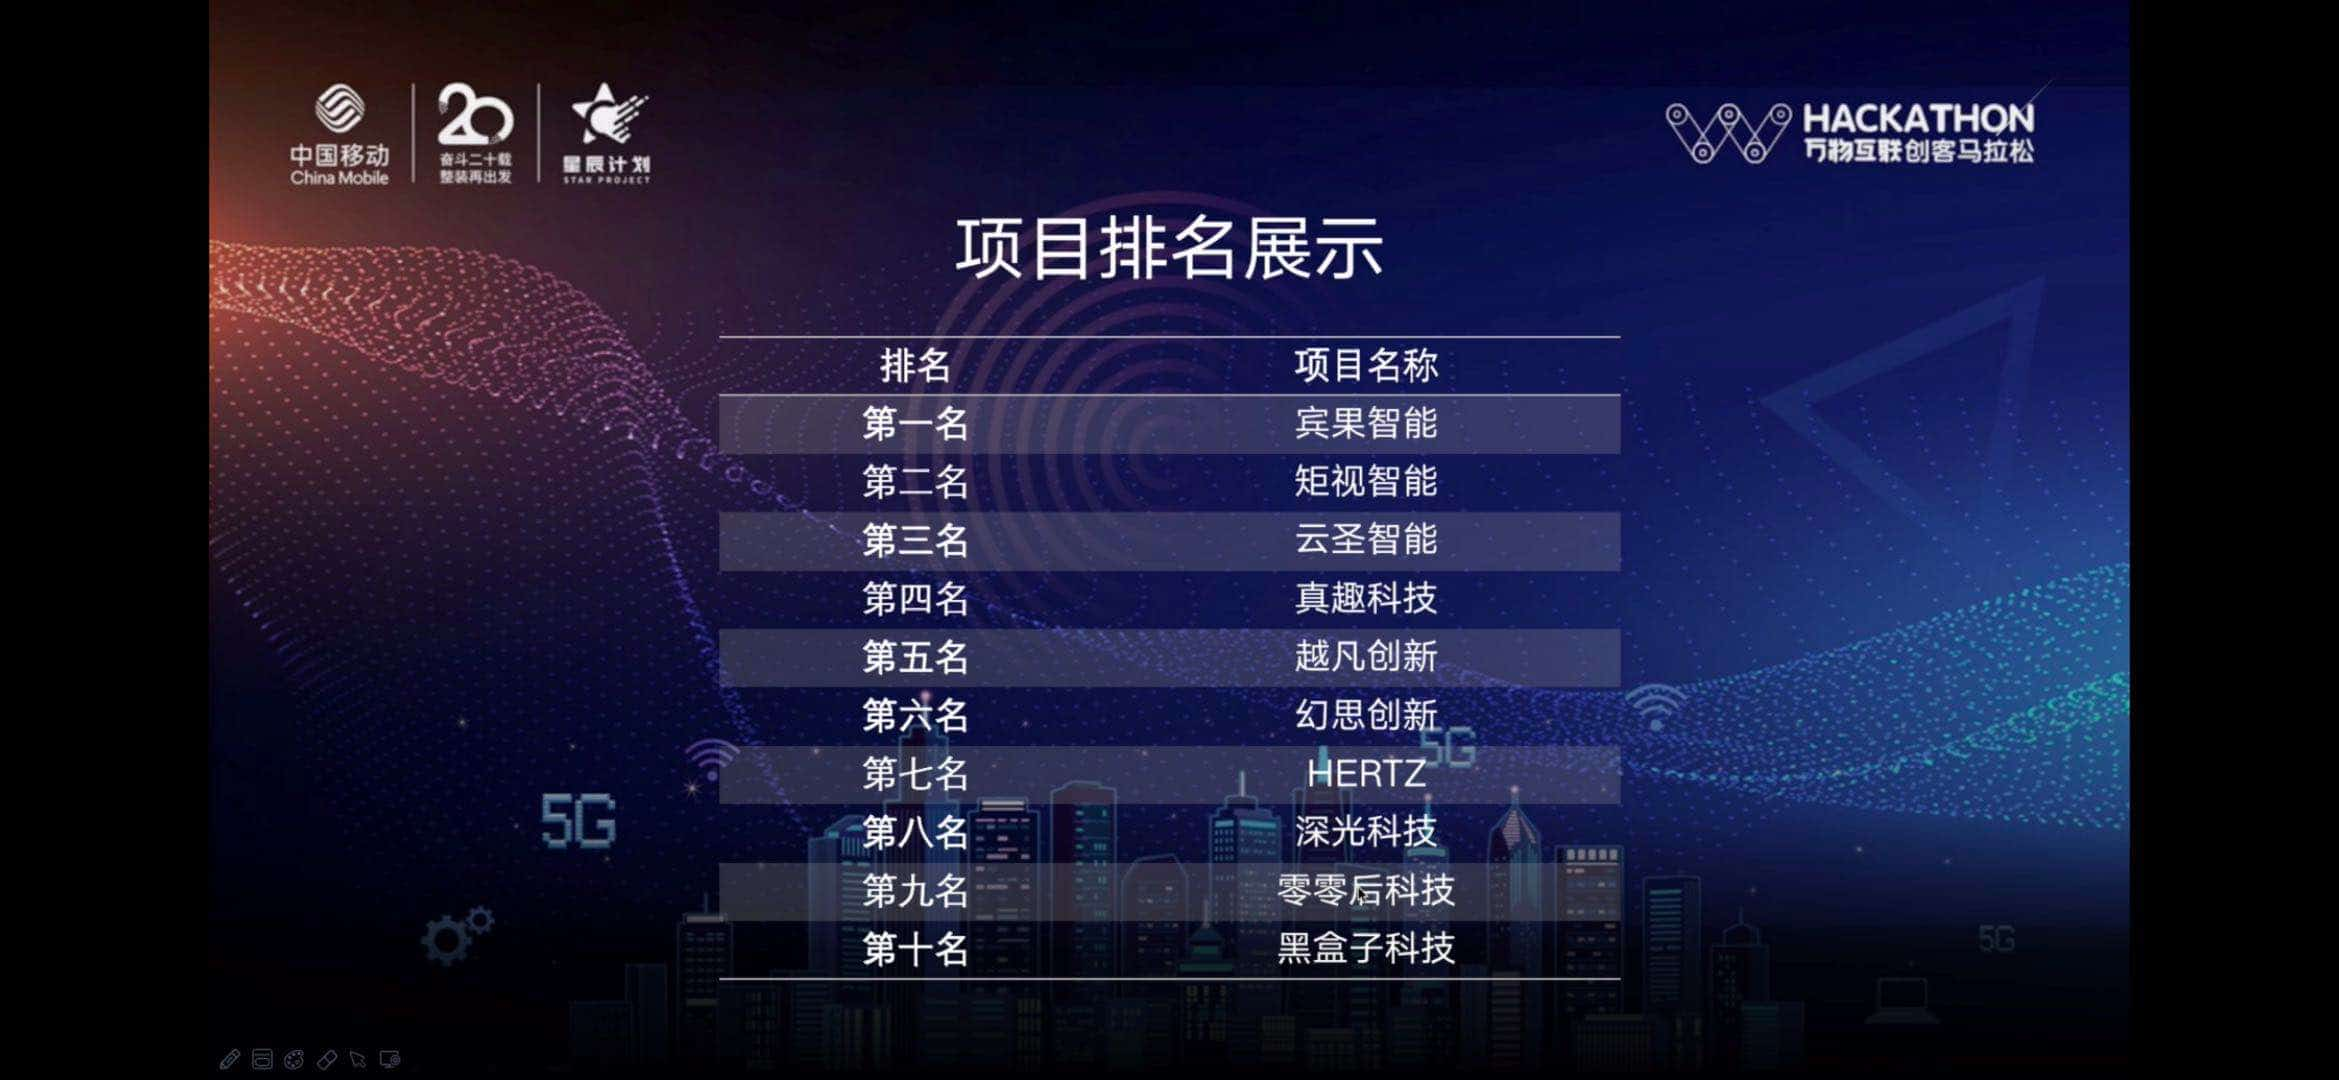 中国移动
China Mobile
20
奋斗二十载
整装再出发
星辰计划
STAR PROJECT
HACKATHON
万物互联创客马拉松
项目排名展示
排名 项目名称
第一名 宾果智能
第二名 矩视智能
第三名 云圣智能
第四名 真趣科技
第五名 越凡创新
第六名 幻思创新
5G
第七名 HERTZ
5G
第八名 深光科技
第九名 零零后科技
5G
第十名 黑盒子科技